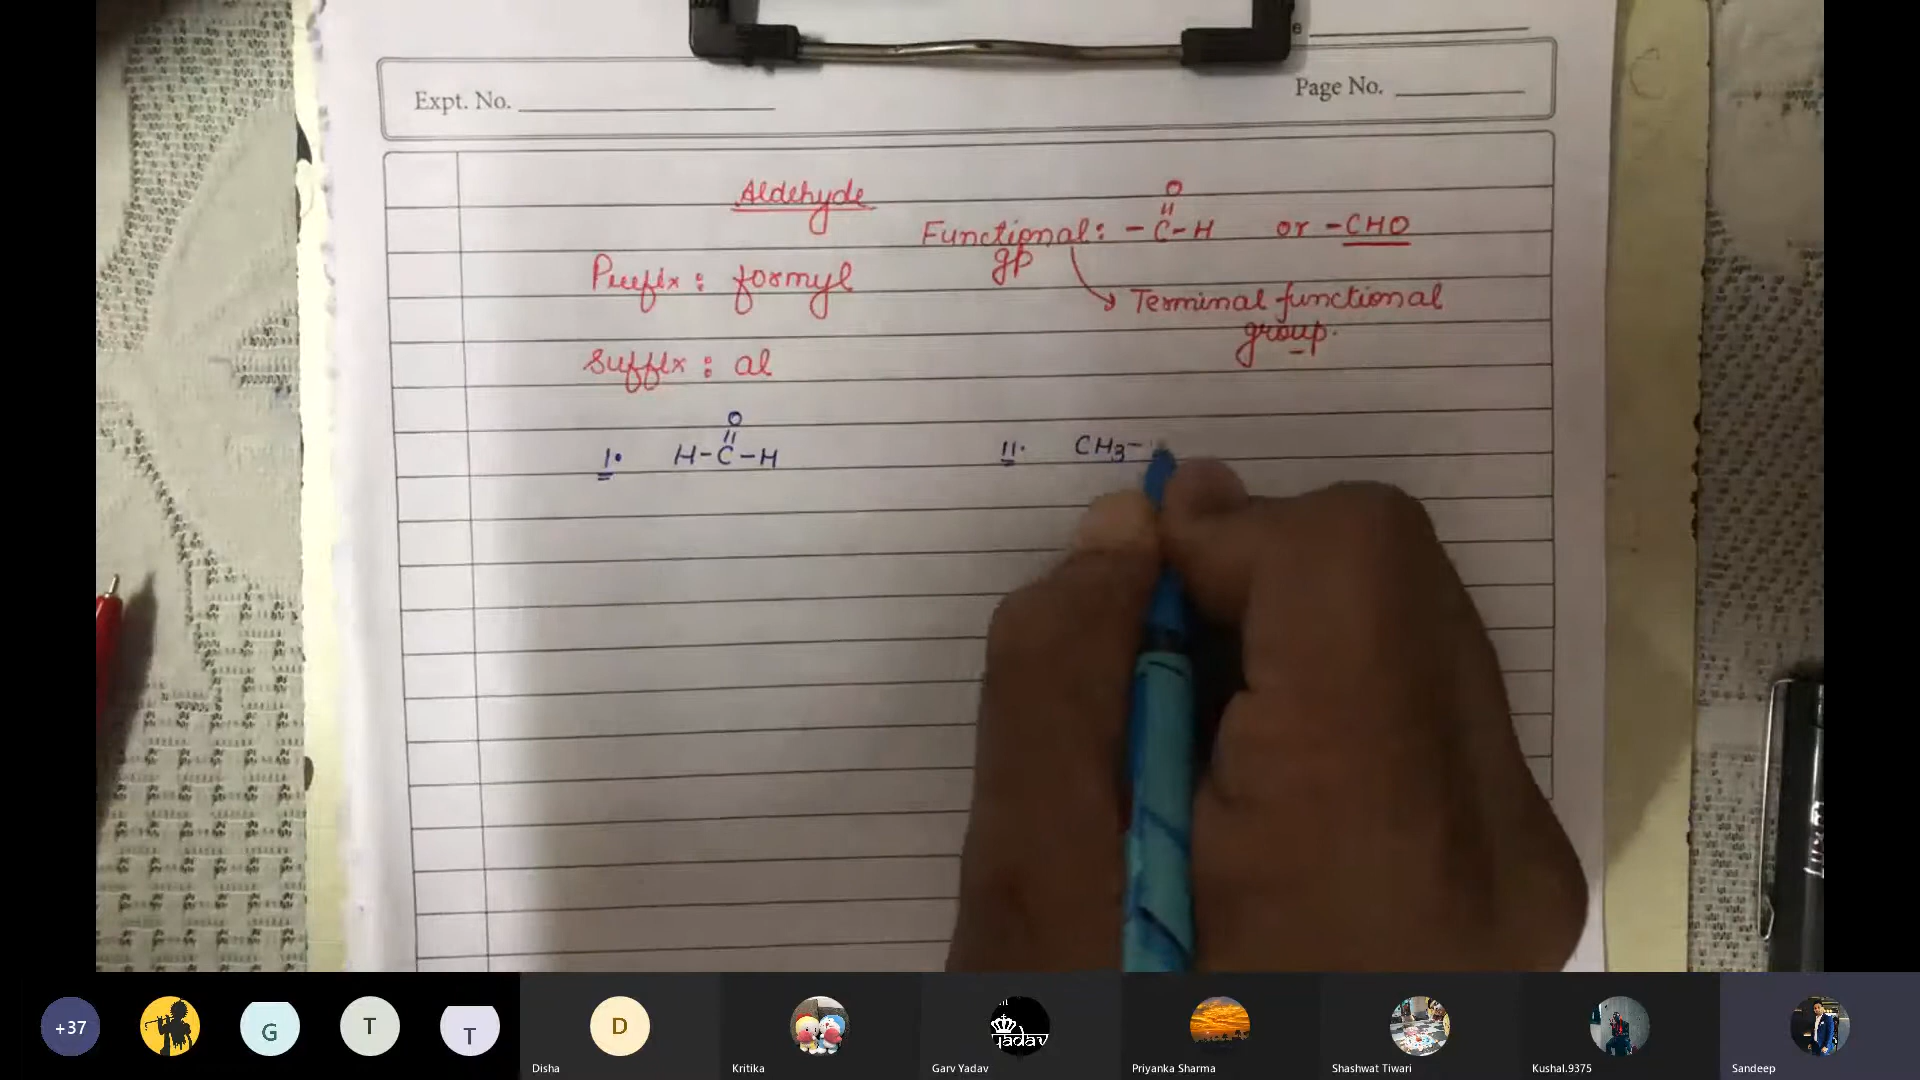 Expt. No.
Page No.
Aldehyde
O
Functional: -C-H or -CHO
gp
Prefix: formyl
Terminal functional
group.
Suffix: al
O
1. H-C-H
11. CH3-
+37
G
T
T
D
Disha
Kritika
Yadav
Garv Yadav
Priyanka Sharma
Shashwat Tiwari
Kushal.9375
Sandeep